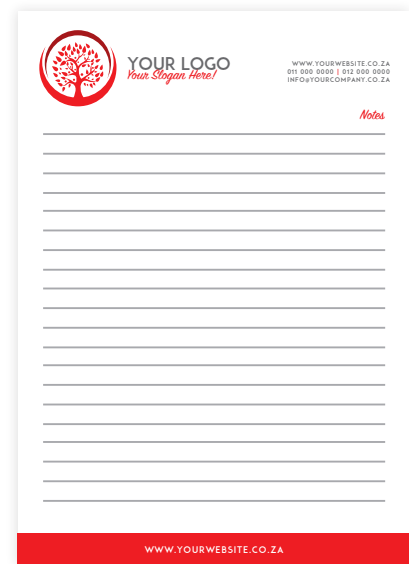 YOUR LOGO
Your Slogan Here!
WWW.YOURWEBSITE.CO.ZA
011 000 0000 | 012 000 0000
INFO@YOURCOMPANY.CO.ZA
Notes
WWW.YOURWEBSITE.CO.ZA